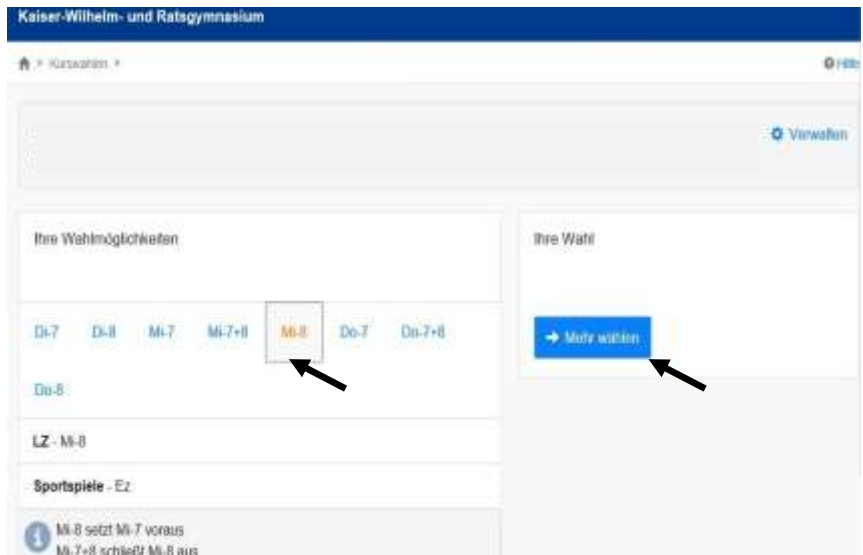 Kaiser-Wilhelm- und Ratsgymnasium
Kurswahlen
Hilfe
Verwalten
Ihre Wahlmöglichkeiten
Ihre Wahl
Di-7 Di-8 Mi-7 Mi-7+8 Mi-8 Do-7 Do-7+8
Mehr wählen
Do-8
LZ - Mi-8
Sportspiele - Ez
Mi-8 setzt Mi-7 voraus
Mi-7+8 schließt Mi-8 aus